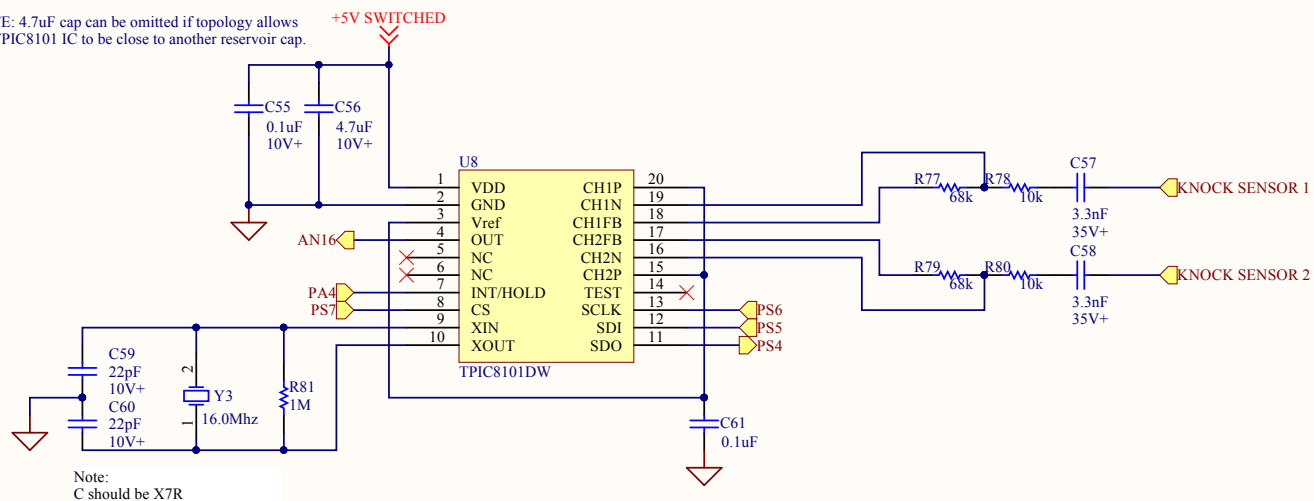 E: 4.7uF cap can be omitted if topology allows
TPIC8101 IC to be close to another reservoir cap.
+5V SWITCHED
C55
0.1uF
10V+
C56
4.7uF
10V+
U8
1 VDD CH1P 20
2 GND CH1N 19
3 Vref CH1FB 18
4 OUT CH2FB 17
5 NC CH2N 16
6 NC CH2P 15
7 INT/HOLD TEST 14
8 CS SCLK 13
9 XIN SDI 12
10 XOUT SDO 11
TPIC8101DW
AN16
PA4
PS7
PS6
PS5
PS4
R77
68k
R78
10k
C57
3.3nF
35V+
KNOCK SENSOR 1
R79
68k
R80
10k
C58
3.3nF
35V+
KNOCK SENSOR 2
C59
22pF
10V+
C60
22pF
10V+
2
Y3
16.0Mhz
1
R81
1M
C61
0.1uF
Note:
C should be X7R